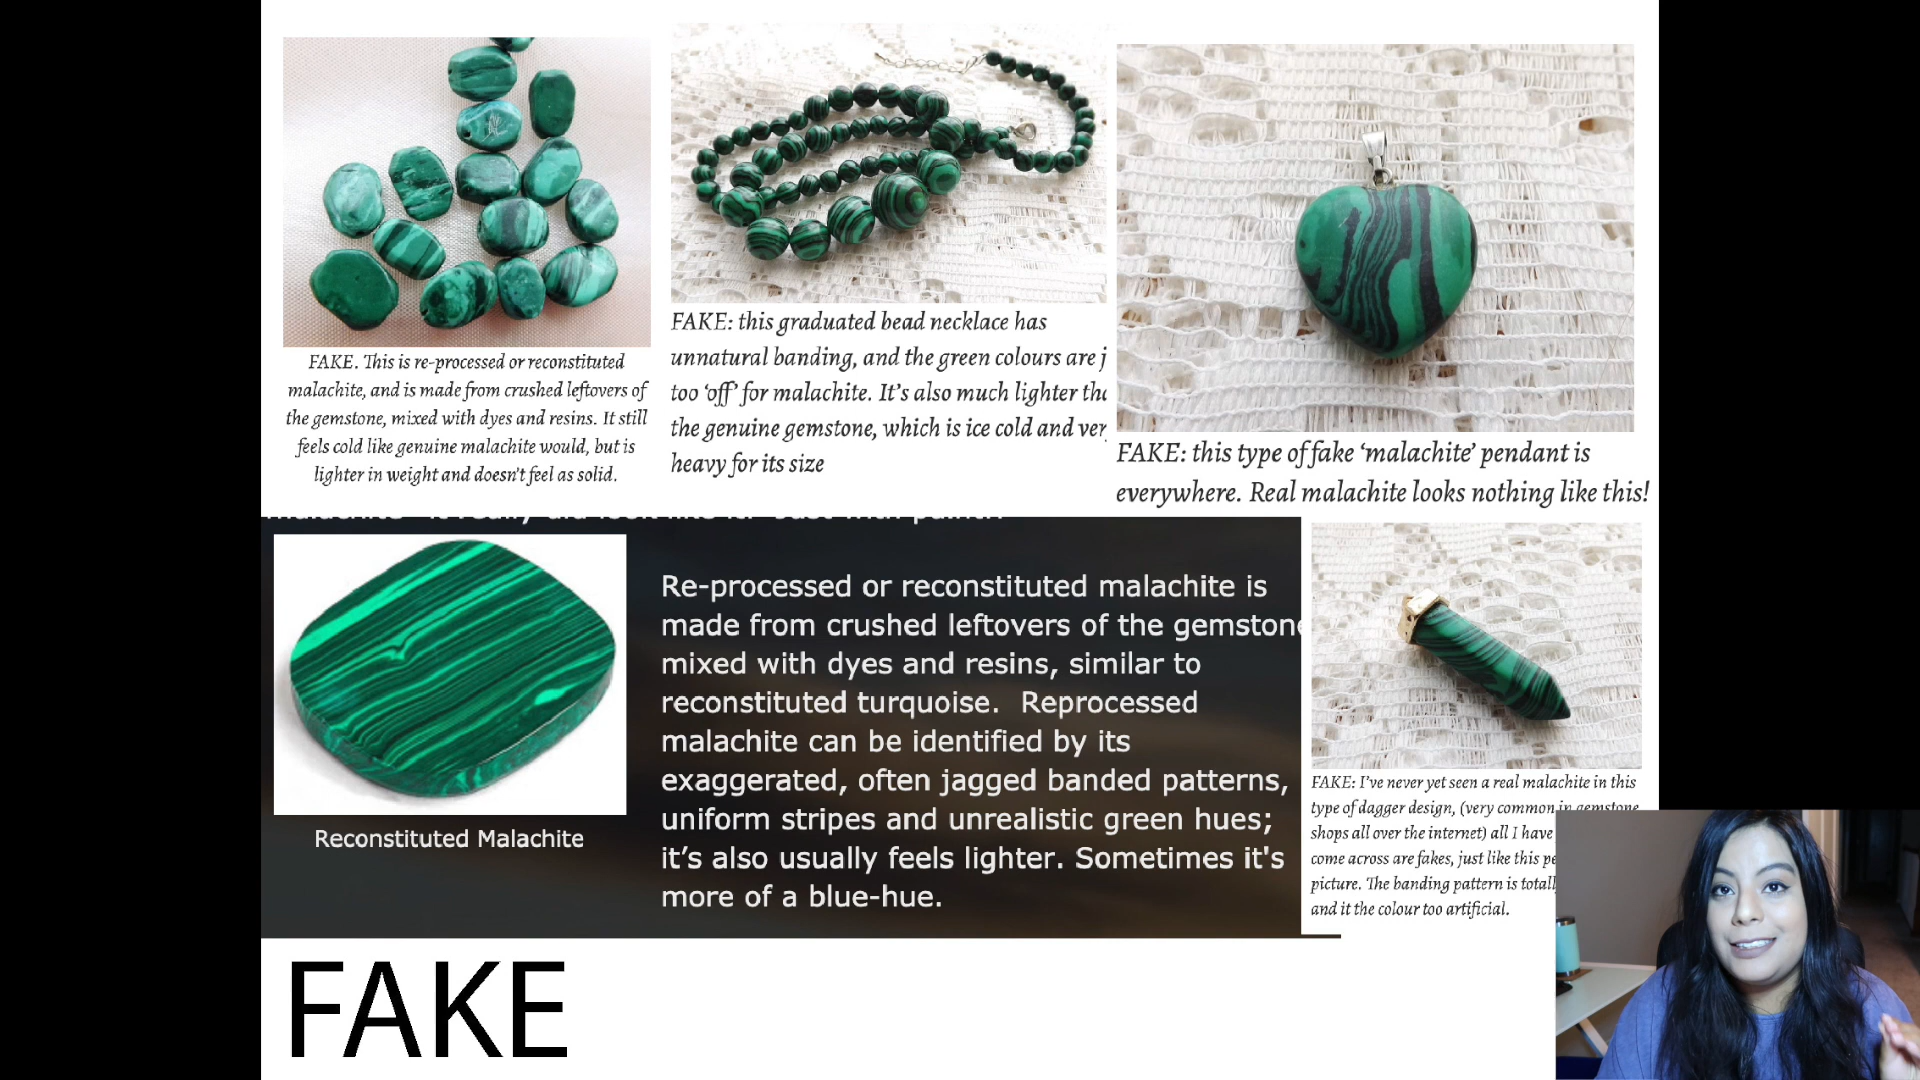 FAKE. This is re-processed or reconstituted
malachite, and is made from crushed leftovers of
the gemstone, mixed with dyes and resins. It still
feels cold like genuine malachite would, but is
lighter in weight and doesn't feel as solid.
FAKE: this graduated bead necklace has
unnatural banding, and the green colours are j
too 'off' for malachite. It's also much lighter tha
the genuine gemstone, which is ice cold and very
heavy for its size
FAKE: this type of fake 'malachite' pendant is
everywhere. Real malachite looks nothing like this!
Reconstituted Malachite
Re-processed or reconstituted malachite is
made from crushed leftovers of the gemstone
mixed with dyes and resins, similar to
reconstituted turquoise. Reprocessed
malachite can be identified by its
exaggerated, often jagged banded patterns,
uniform stripes and unrealistic green hues;
it's also usually feels lighter. Sometimes it's
more of a blue-hue.
FAKE: I've never yet seen a real malachite in this
type of dagger design, (very common in gemstone
shops all over the internet) all I have
come across are fakes, just like this
picture. The banding pattern is
and it the colour too artificial.
FAKE